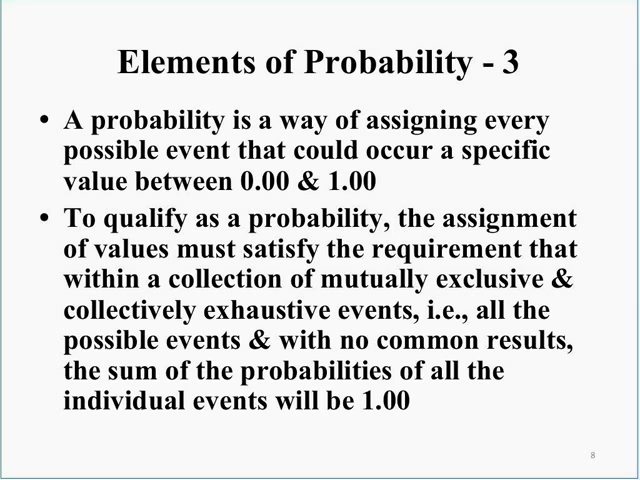 Elements of Probability - 3
• A probability is a way of assigning every
possible event that could occur a specific
value between 0.00 & 1.00
• To qualify as a probability, the assignment
of values must satisfy the requirement that
within a collection of mutually exclusive &
collectively exhaustive events, i.e., all the
possible events & with no common results,
the sum of the probabilities of all the
individual events will be 1.00
8